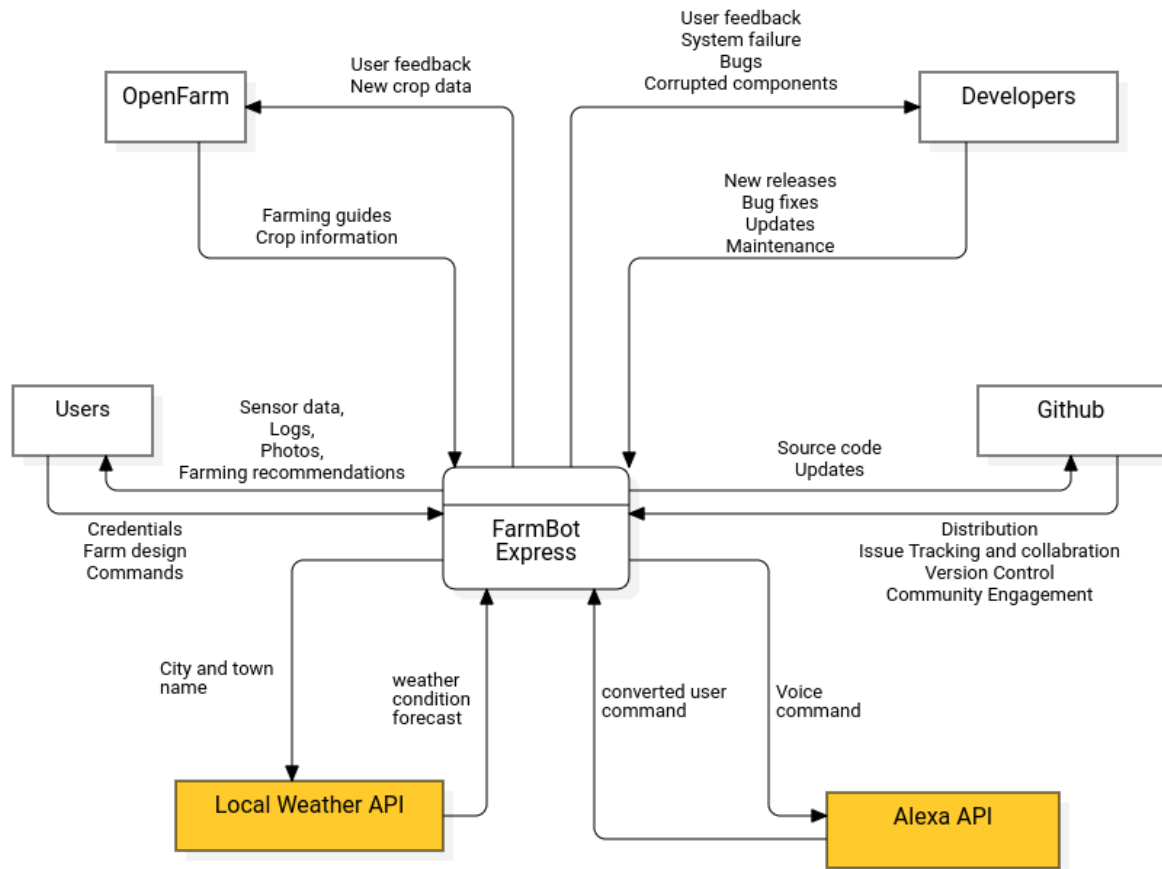 User feedback
System failure
Bugs
Corrupted components
User feedback
New crop data
OpenFarm
Developers
New releases
Bug fixes
Updates
Maintenance
Farming guides
Crop information
Users
Sensor data,
Logs,
Photos,
Farming recommendations
Github
Source code
Updates
FarmBot
Express
Credentials
Farm design
Commands
Distribution
Issue Tracking and collabration
Version Control
Community Engagement
City and town
name
weather
condition
forecast
converted user
command
Voice
command
Local Weather API
Alexa API